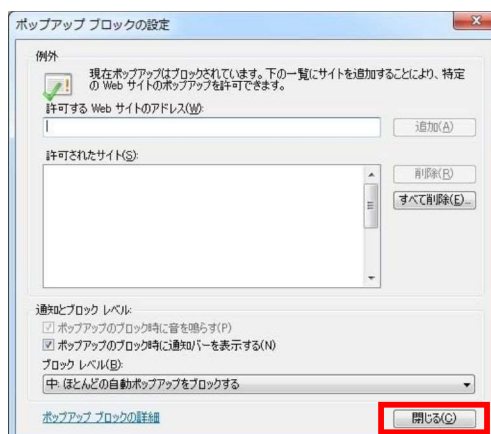 ポップアップ ブロックの設定
例外
現在ポップアップはブロックされています。下の一覧にサイトを追加することにより、特定
の Web サイトのポップアップを許可できます。
許可する Web サイトのアドレス(W):
追加(A)
許可されたサイト(S):
削除(R)
すべて削除(E)...
通知とブロック レベル:
ポップアップのブロック時に音を鳴らす(P)
ポップアップのブロック時に通知バーを表示する(N)
ブロック レベル(B):
中: ほとんどの自動ポップアップをブロックする
ポップアップ ブロックの詳細
閉じる(C)